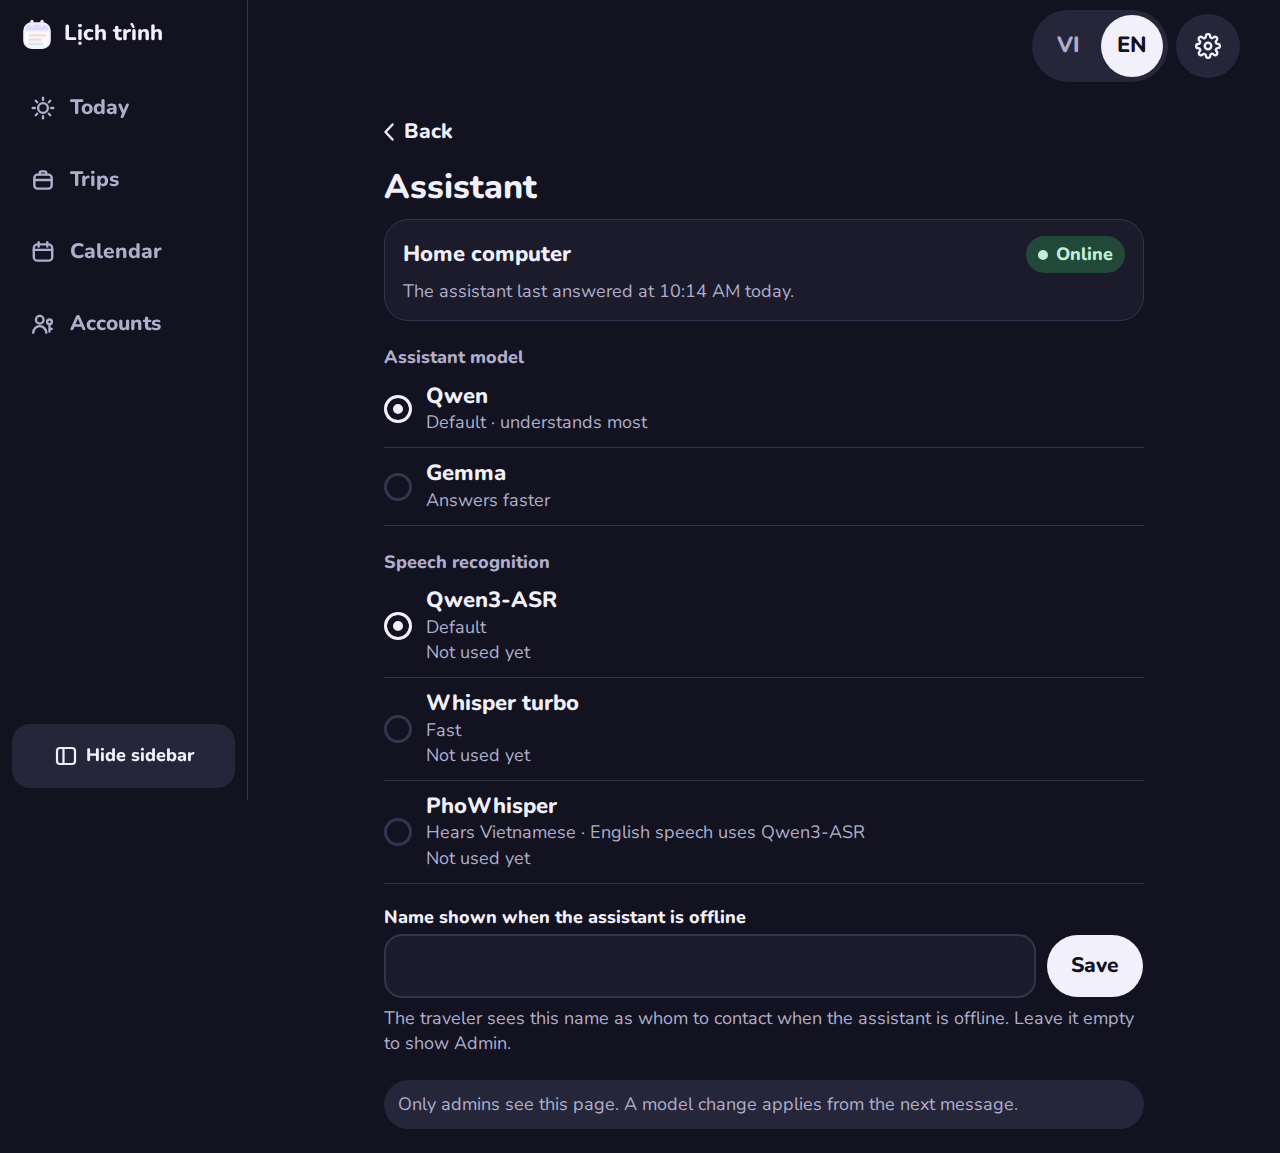 Lịch trình
VI
EN
Today
Trips
Calendar
Accounts
Hide sidebar
Back
Assistant
Home computer
Online
The assistant last answered at 10:14 AM today.
Assistant model
Qwen
Default · understands most
Gemma
Answers faster
Speech recognition
Qwen3-ASR
Default
Not used yet
Whisper turbo
Fast
Not used yet
PhoWhisper
Hears Vietnamese · English speech uses Qwen3-ASR
Not used yet
Name shown when the assistant is offline
Save
The traveler sees this name as whom to contact when the assistant is offline. Leave it empty
to show Admin.
Only admins see this page. A model change applies from the next message.